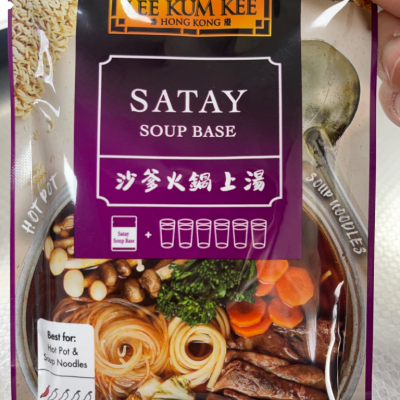 LEE KUM KEE
HONG KONG
SATAY
SOUP BASE
沙爹火鍋上湯
Satay
Soup Base
+
HOT POT
SOUP NOODLES
Best for:
Hot Pot &
Soup Noodles